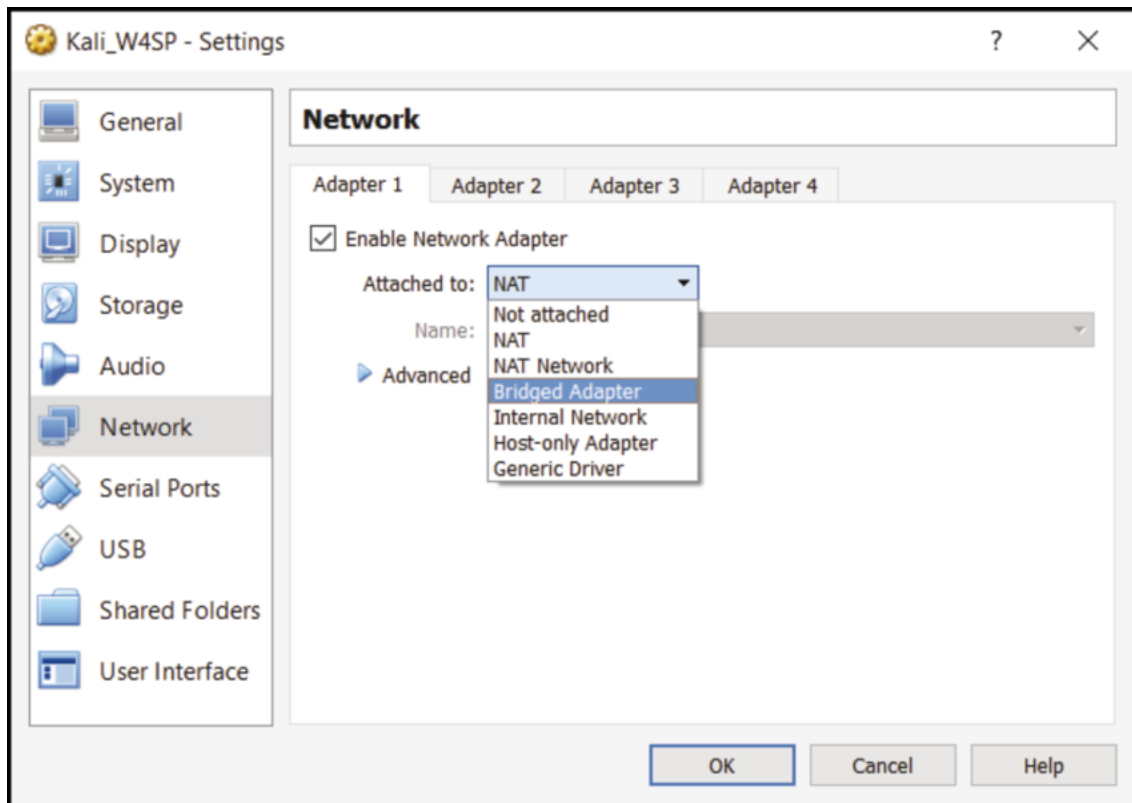 Kali_W4SP - Settings ? ×
General
System
Display
Storage
Audio
Network
Serial Ports
USB
Shared Folders
User Interface
Network
Adapter 1 Adapter 2 Adapter 3 Adapter 4
Enable Network Adapter
Attached to: NAT
Name:
Advanced
Not attached
NAT
NAT Network
Bridged Adapter
Internal Network
Host-only Adapter
Generic Driver
OK Cancel Help